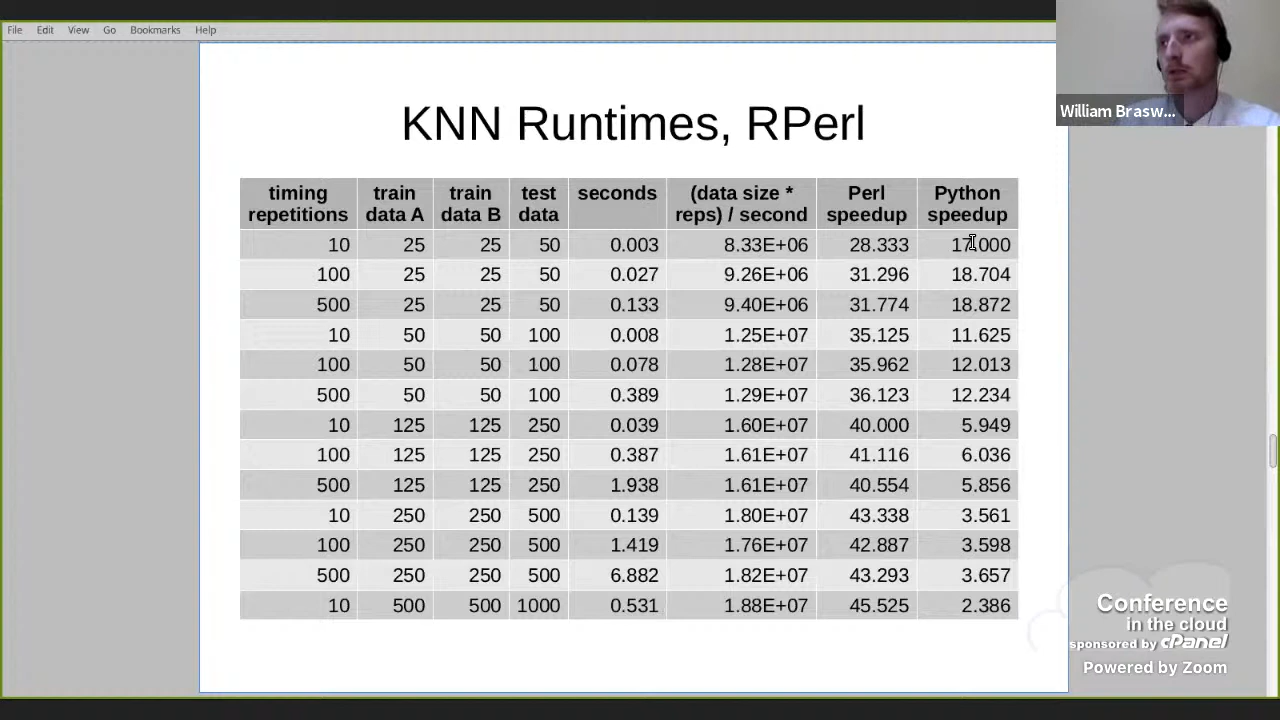 File Edit View Go Bookmarks Help
William Brasw...
KNN Runtimes, RPerl
timing repetitions train data A train data B test data seconds (data size * reps) / second Perl speedup Python speedup
10 25 25 50 0.003 8.33E+06 28.333 17.000
100 25 25 50 0.027 9.26E+06 31.296 18.704
500 25 25 50 0.133 9.40E+06 31.774 18.872
10 50 50 100 0.008 1.25E+07 35.125 11.625
100 50 50 100 0.078 1.28E+07 35.962 12.013
500 50 50 100 0.389 1.29E+07 36.123 12.234
10 125 125 250 0.039 1.60E+07 40.000 5.949
100 125 125 250 0.387 1.61E+07 41.116 6.036
500 125 125 250 1.938 1.61E+07 40.554 5.856
10 250 250 500 0.139 1.80E+07 43.338 3.561
100 250 250 500 1.419 1.76E+07 42.887 3.598
500 250 250 500 6.882 1.82E+07 43.293 3.657
10 500 500 1000 0.531 1.88E+07 45.525 2.386
Conference
in the cloud
sponsored by cPanel
Powered by Zoom